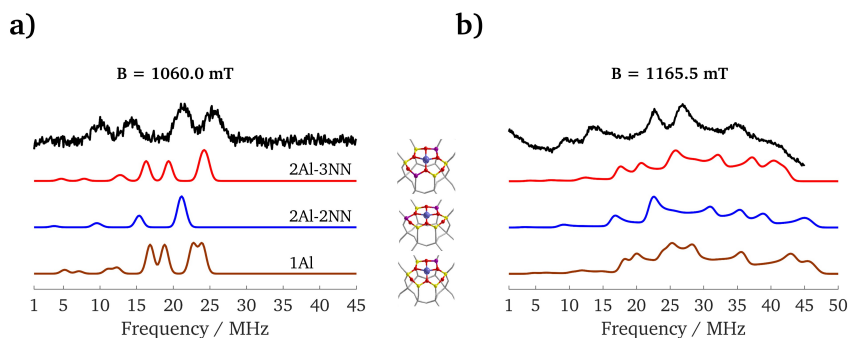 a)
B = 1060.0 mT
2Al-3NN
2Al-2NN
1Al
1 5 10 15 20 25 30 35 40 45
Frequency / MHz
b)
B = 1165.5 mT
1 5 10 15 20 25 30 35 40 45 50
Frequency / MHz